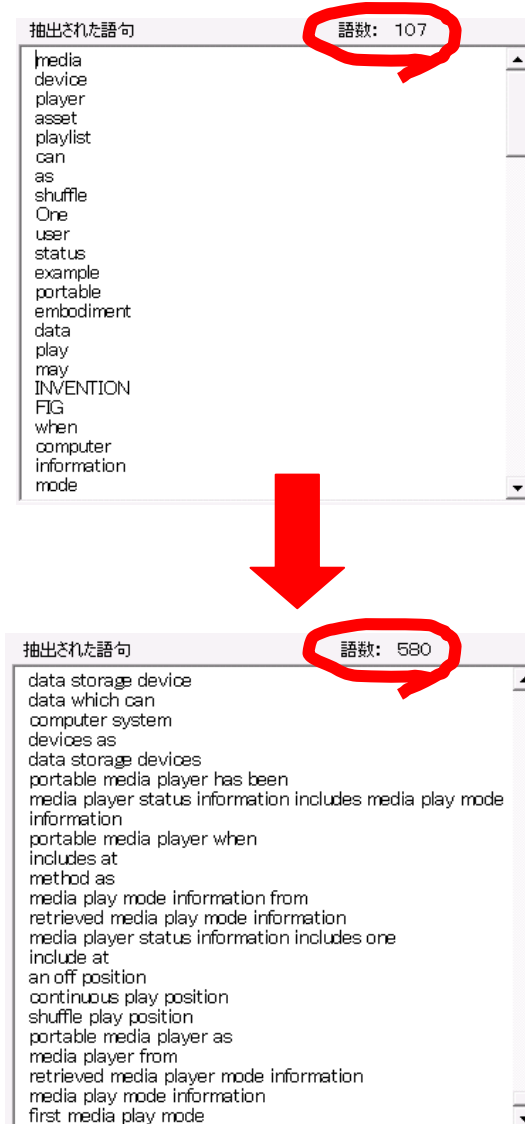 抽出された語句 語数: 107
media
device
player
asset
playlist
can
as
shuffle
One
user
status
example
portable
embodiment
data
play
may
INVENTION
FIG
when
computer
information
mode
抽出された語句 語数: 580
data storage device
data which can
computer system
devices as
data storage devices
portable media player has been
media player status information includes media play mode
information
portable media player when
includes at
method as
media play mode information from
retrieved media play mode information
media player status information includes one
include at
an off position
continuous play position
shuffle play position
portable media player as
media player from
retrieved media player mode information
media play mode information
first media play mode